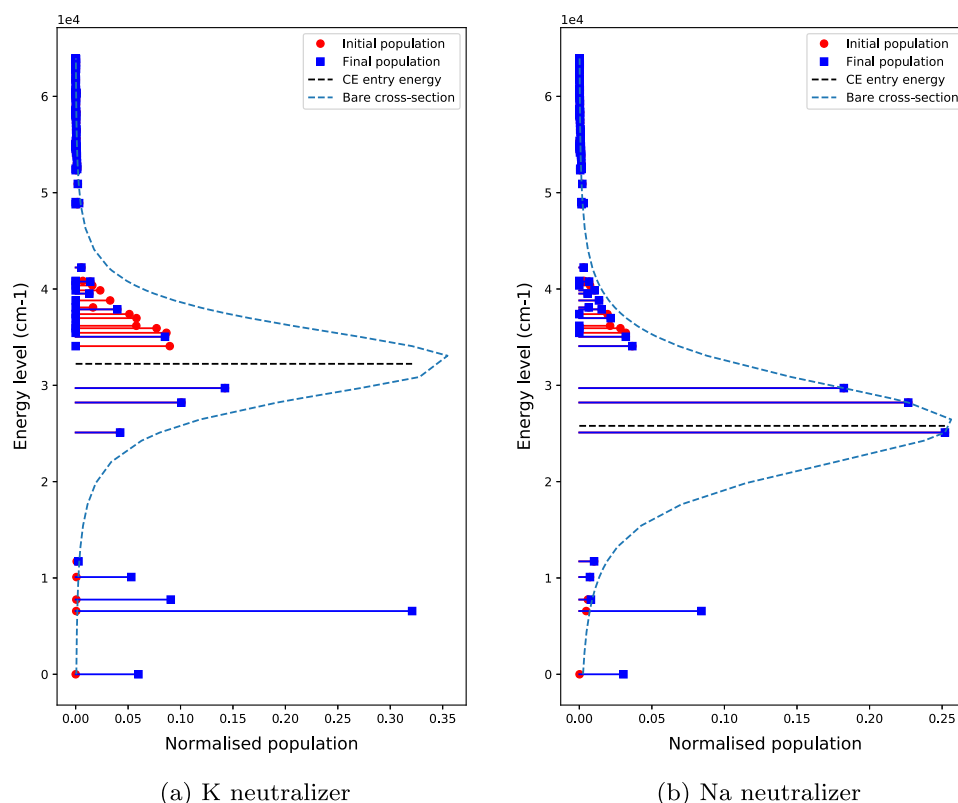 1e4
Initial population
Final population
CE entry energy
Bare cross-section
6
5
4
3
2
1
0
Energy level (cm-1)
0.00 0.05 0.10 0.15 0.20 0.25 0.30 0.35
Normalised population
(a) K neutralizer
1e4
Initial population
Final population
CE entry energy
Bare cross-section
6
5
4
3
2
1
0
Energy level (cm-1)
0.00 0.05 0.10 0.15 0.20 0.25
Normalised population
(b) Na neutralizer